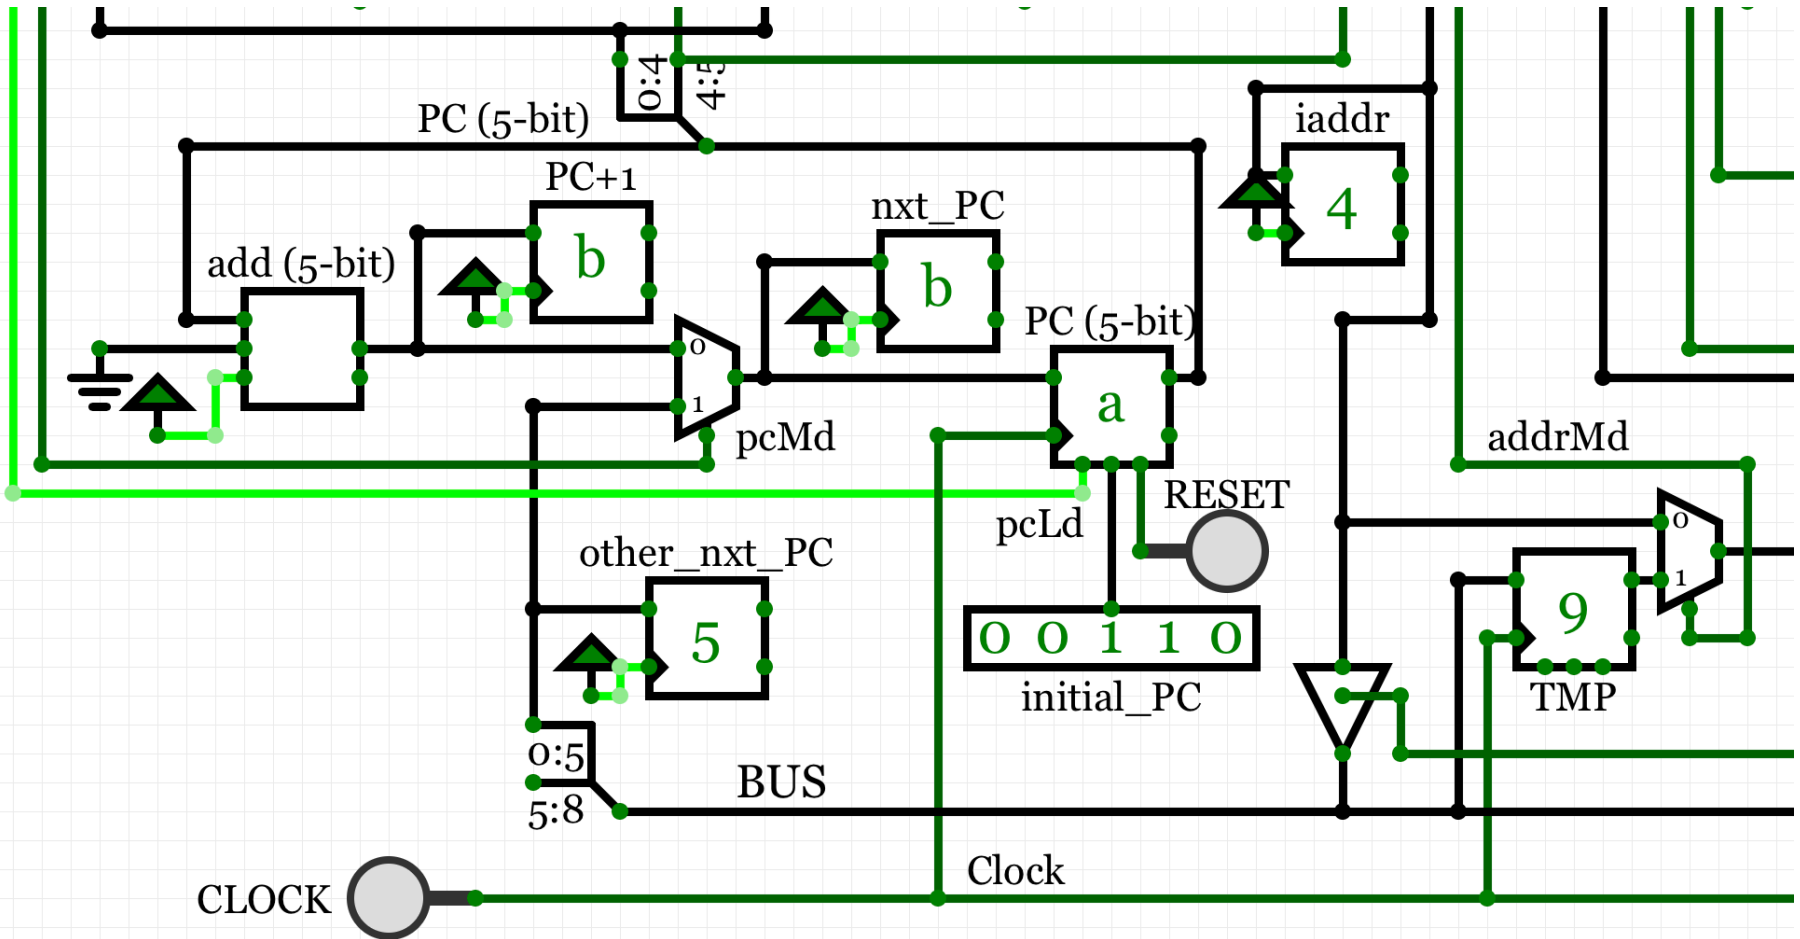 0:4
4:5
PC (5-bit)
iaddr
4
PC+1
b
nxt_PC
b
add (5-bit)
PC (5-bit)
a
0
1
pcMd
addrMd
RESET
pcLd
0
1
other_nxt_PC
5
0 0 1 1 0
initial_PC
9
TMP
0:5
5:8
BUS
Clock
CLOCK